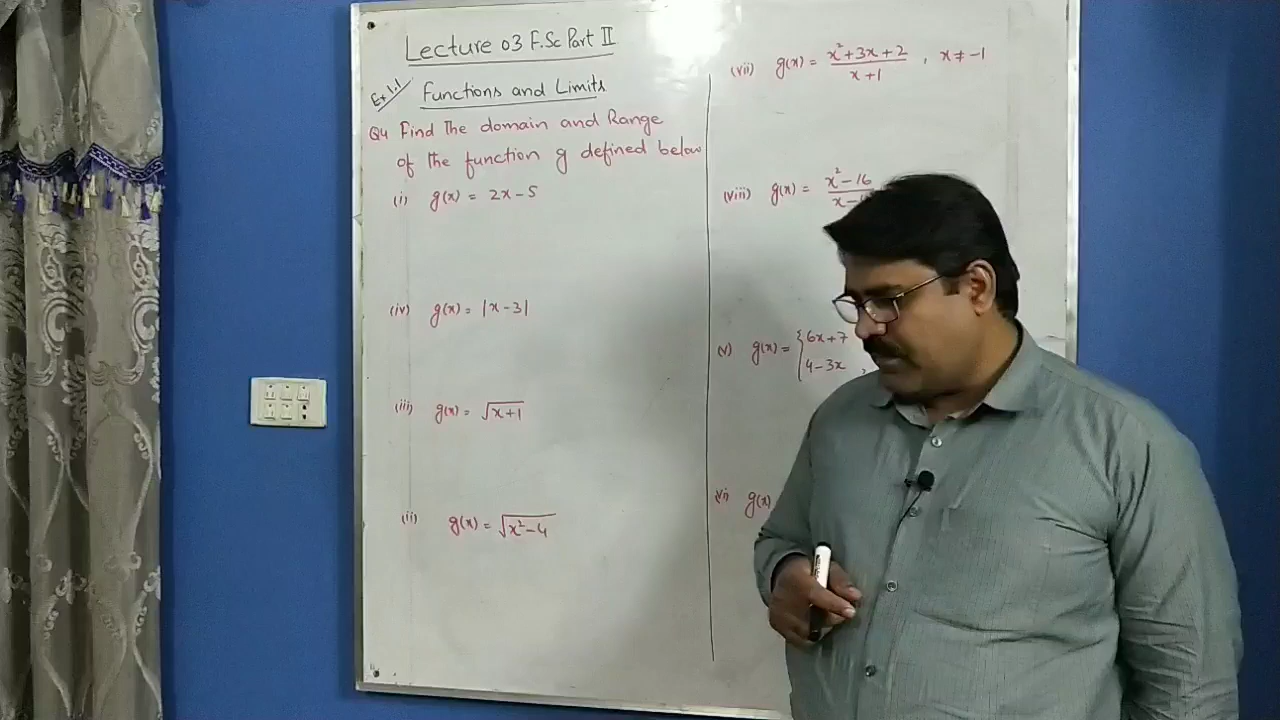 Lecture 03 F.Sc Part II
Ex 1.1 Functions and Limits
Q4 Find The domain and Range
of the function g defined below
(i) g(x) = 2x-5
(iv) g(x) = |x-3|
(iii) g(x) = √(x+1)
(ii) g(x) = √(x²-4)
(vii) g(x) = (x²+3x+2)/(x+1) , x ≠ -1
(viii) g(x) = (x²-16)/(x-
(v) g(x) = { 6x+7
4-3x ,
(vi) g(x)